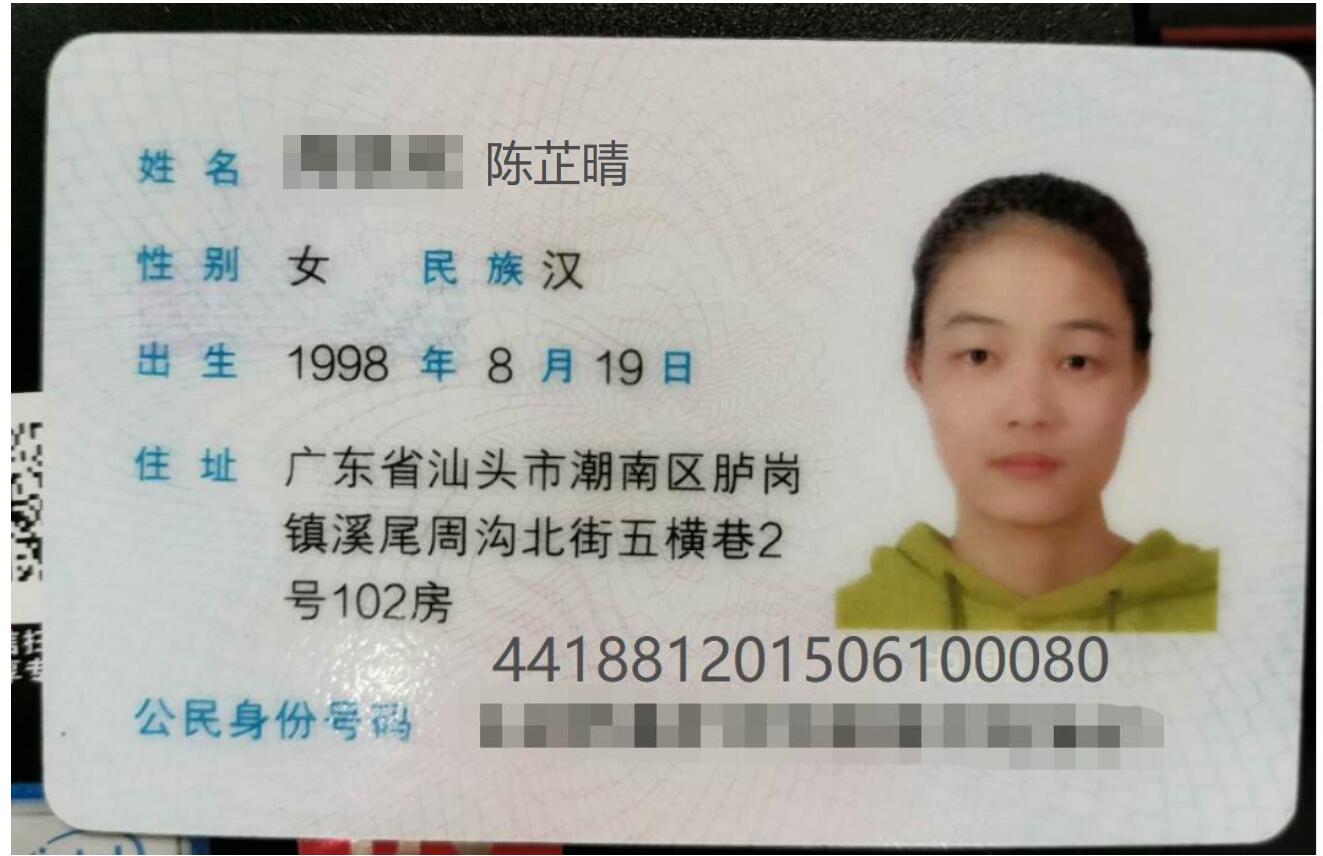 姓名 陈芷晴
性别 女 民族 汉
出生 1998 年 8 月 19 日
住址 广东省汕头市潮南区胪岗
镇溪尾周沟北街五横巷2
号102房
441881201506100080
公民身份号码